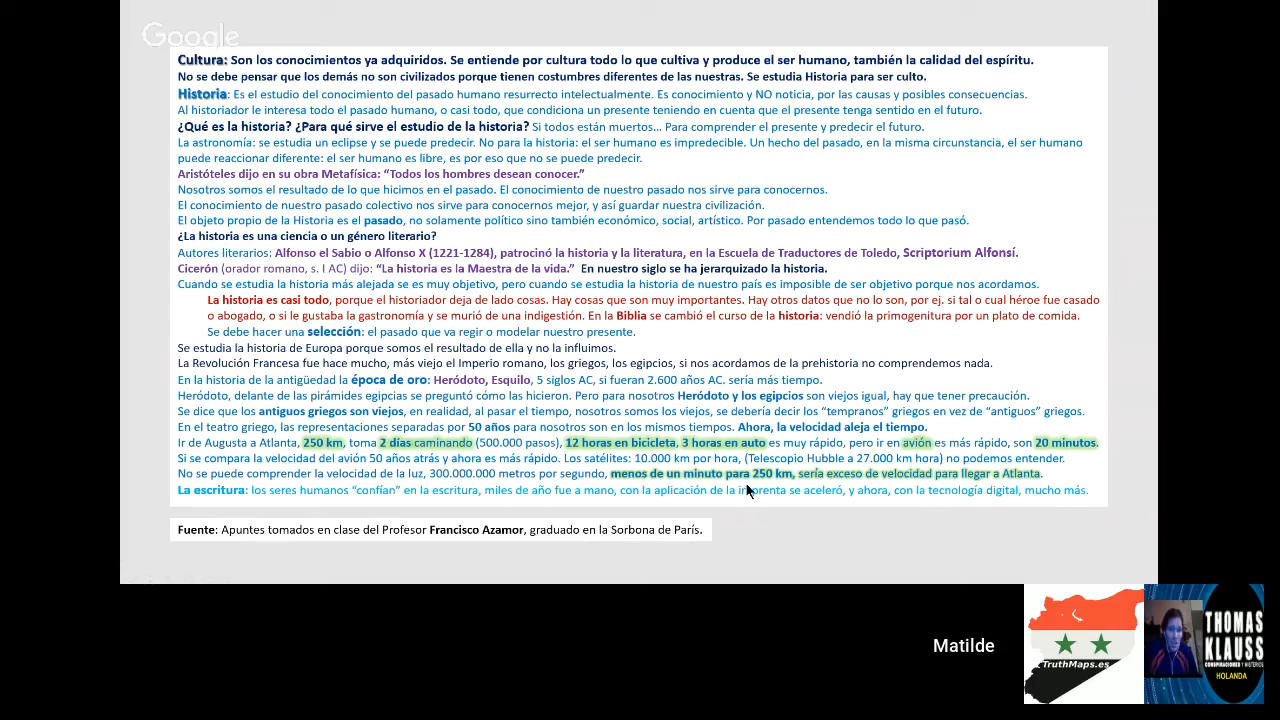 Google
Cultura: Son los conocimientos ya adquiridos. Se entiende por cultura todo lo que cultiva y produce el ser humano, también la calidad del espíritu.
No se debe pensar que los demás no son civilizados porque tienen costumbres diferentes de las nuestras. Se estudia Historia para ser culto.
Historia: Es el estudio del conocimiento del pasado humano resurrecto intelectualmente. Es conocimiento y NO noticia, por las causas y posibles consecuencias.
Al historiador le interesa todo el pasado humano, o casi todo, que condiciona un presente teniendo en cuenta que el presente tenga sentido en el futuro.
¿Qué es la historia? ¿Para qué sirve el estudio de la historia? Si todos están muertos... Para comprender el presente y predecir el futuro.
La astronomía: se estudia un eclipse y se puede predecir. No para la historia: el ser humano es impredecible. Un hecho del pasado, en la misma circunstancia, el ser humano
puede reaccionar diferente: el ser humano es libre, es por eso que no se puede predecir.
Aristóteles dijo en su obra Metafísica: “Todos los hombres desean conocer.”
Nosotros somos el resultado de lo que hicimos en el pasado. El conocimiento de nuestro pasado nos sirve para conocernos.
El conocimiento de nuestro pasado colectivo nos sirve para conocernos mejor, y así guardar nuestra civilización.
El objeto propio de la Historia es el pasado, no solamente político sino también económico, social, artístico. Por pasado entendemos todo lo que pasó.
¿La historia es una ciencia o un género literario?
Autores literarios: Alfonso el Sabio o Alfonso X (1221-1284), patrocinó la historia y la literatura, en la Escuela de Traductores de Toledo, Scriptorium Alfonsí.
Cicerón (orador romano, s. I AC) dijo: “La historia es la Maestra de la vida.” En nuestro siglo se ha jerarquizado la historia.
Cuando se estudia la historia más alejada se es muy objetivo, pero cuando se estudia la historia de nuestro país es imposible de ser objetivo porque nos acordamos.
La historia es casi todo, porque el historiador deja de lado cosas. Hay cosas que son muy importantes. Hay otros datos que no lo son, por ej. si tal o cual héroe fue casado
o abogado, o si le gustaba la gastronomía y se murió de una indigestión. En la Biblia se cambió el curso de la historia: vendió la primogenitura por un plato de comida.
Se debe hacer una selección: el pasado que va regir o modelar nuestro presente.
Se estudia la historia de Europa porque somos el resultado de ella y no la influimos.
La Revolución Francesa fue hace mucho, más viejo el Imperio romano, los griegos, los egipcios, si nos acordamos de la prehistoria no comprendemos nada.
En la historia de la antigüedad la época de oro: Heródoto, Esquilo, 5 siglos AC, si fueran 2.600 años AC. sería más tiempo.
Heródoto, delante de las pirámides egipcias se preguntó cómo las hicieron. Pero para nosotros Heródoto y los egipcios son viejos igual, hay que tener precaución.
Se dice que los antiguos griegos son viejos, en realidad, al pasar el tiempo, nosotros somos los viejos, se debería decir los “tempranos” griegos en vez de “antiguos” griegos.
En el teatro griego, las representaciones separadas por 50 años para nosotros son en los mismos tiempos. Ahora, la velocidad aleja el tiempo.
Ir de Augusta a Atlanta, 250 km, toma 2 días caminando (500.000 pasos), 12 horas en bicicleta, 3 horas en auto es muy rápido, pero ir en avión es más rápido, son 20 minutos.
Si se compara la velocidad del avión 50 años atrás y ahora es más rápido. Los satélites: 10.000 km por hora, (Telescopio Hubble a 27.000 km hora) no podemos entender.
No se puede comprender la velocidad de la luz, 300.000.000 metros por segundo, menos de un minuto para 250 km, sería exceso de velocidad para llegar a Atlanta.
La escritura: los seres humanos “confían” en la escritura, miles de año fue a mano, con la aplicación de la imprenta se aceleró, y ahora, con la tecnología digital, mucho más.
Fuente: Apuntes tomados en clase del Profesor Francisco Azamor, graduado en la Sorbona de París.
Matilde
TruthMaps.es
THOMAS
KLAUSS
CONSPIRACIONES Y MISTERIOS
HOLANDA